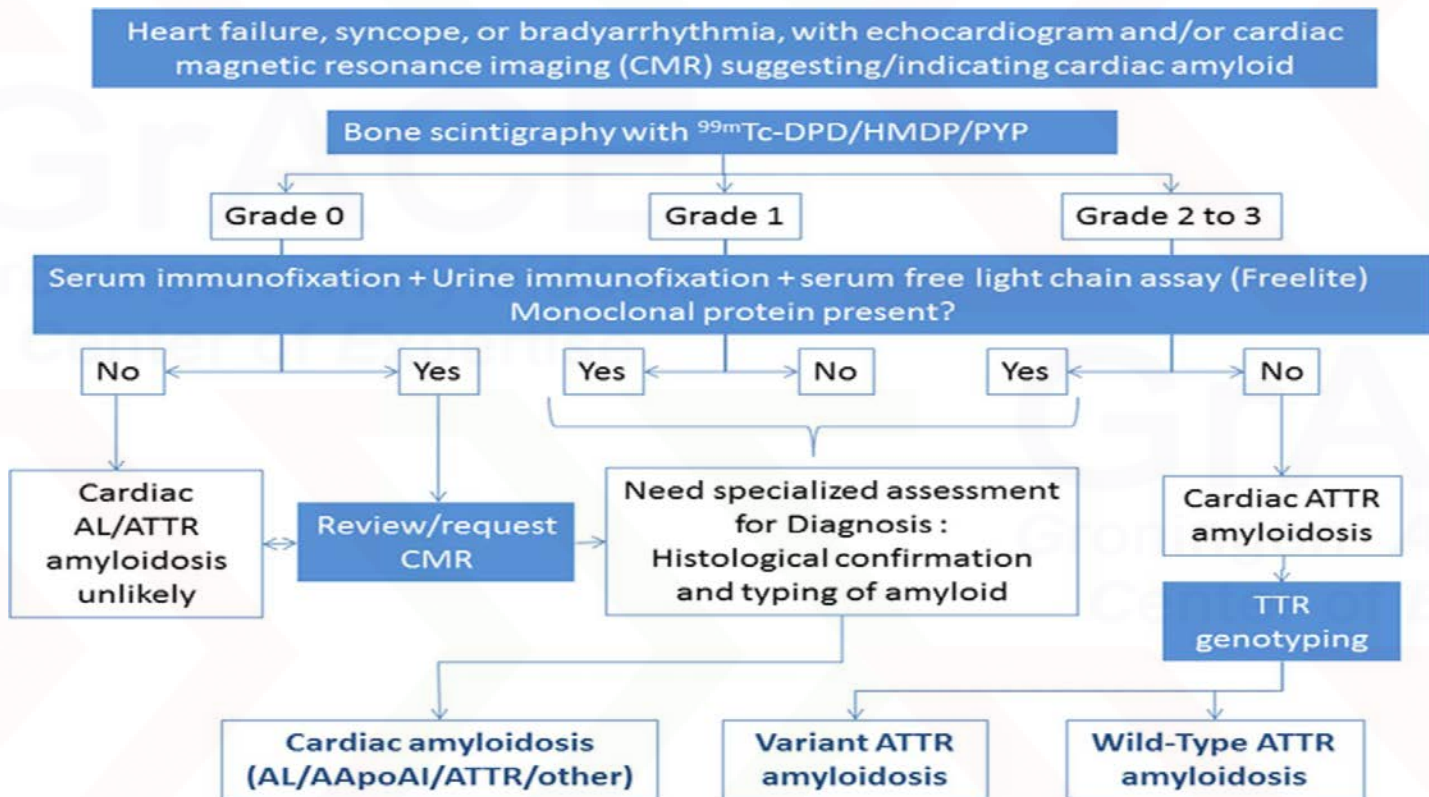 Heart failure, syncope, or bradyarrhythmia, with echocardiogram and/or cardiac
magnetic resonance imaging (CMR) suggesting/indicating cardiac amyloid
Bone scintigraphy with ⁹⁹ᵐTc-DPD/HMDP/PYP
Grade 0
Grade 1
Grade 2 to 3
Serum immunofixation + Urine immunofixation + serum free light chain assay (Freelite)
Monoclonal protein present?
No
Yes
Yes
No
Yes
No
Cardiac
AL/ATTR
amyloidosis
unlikely
Review/request
CMR
Need specialized assessment
for Diagnosis :
Histological confirmation
and typing of amyloid
Cardiac ATTR
amyloidosis
TTR
genotyping
Cardiac amyloidosis
(AL/AApoAI/ATTR/other)
Variant ATTR
amyloidosis
Wild-Type ATTR
amyloidosis
GrACE
Center of Expertise